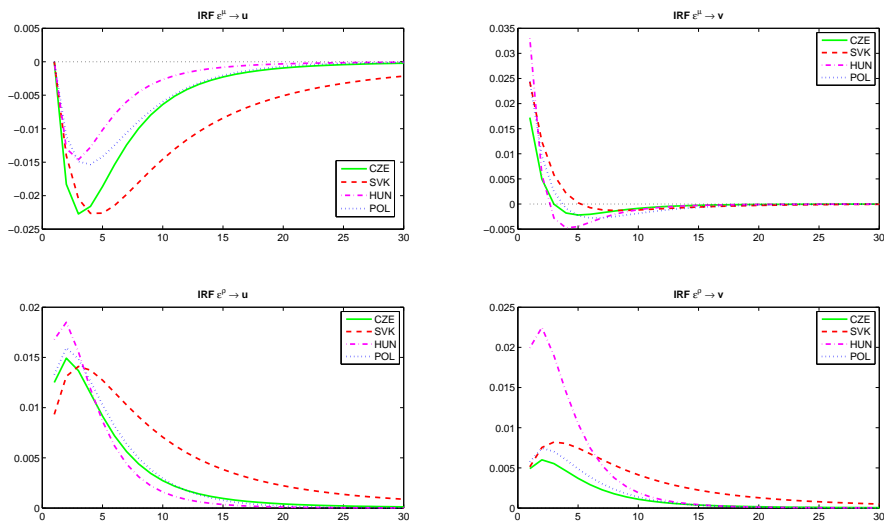 IRF ε^μ → u
0.005
0
−0.005
−0.01
−0.015
−0.02
−0.025
0 5 10 15 20 25 30
CZE
SVK
HUN
POL
IRF ε^μ → v
0.035
0.03
0.025
0.02
0.015
0.01
0.005
0
−0.005
0 5 10 15 20 25 30
CZE
SVK
HUN
POL
IRF ε^ρ → u
0.02
0.015
0.01
0.005
0
0 5 10 15 20 25 30
CZE
SVK
HUN
POL
IRF ε^ρ → v
0.025
0.02
0.015
0.01
0.005
0
0 5 10 15 20 25 30
CZE
SVK
HUN
POL